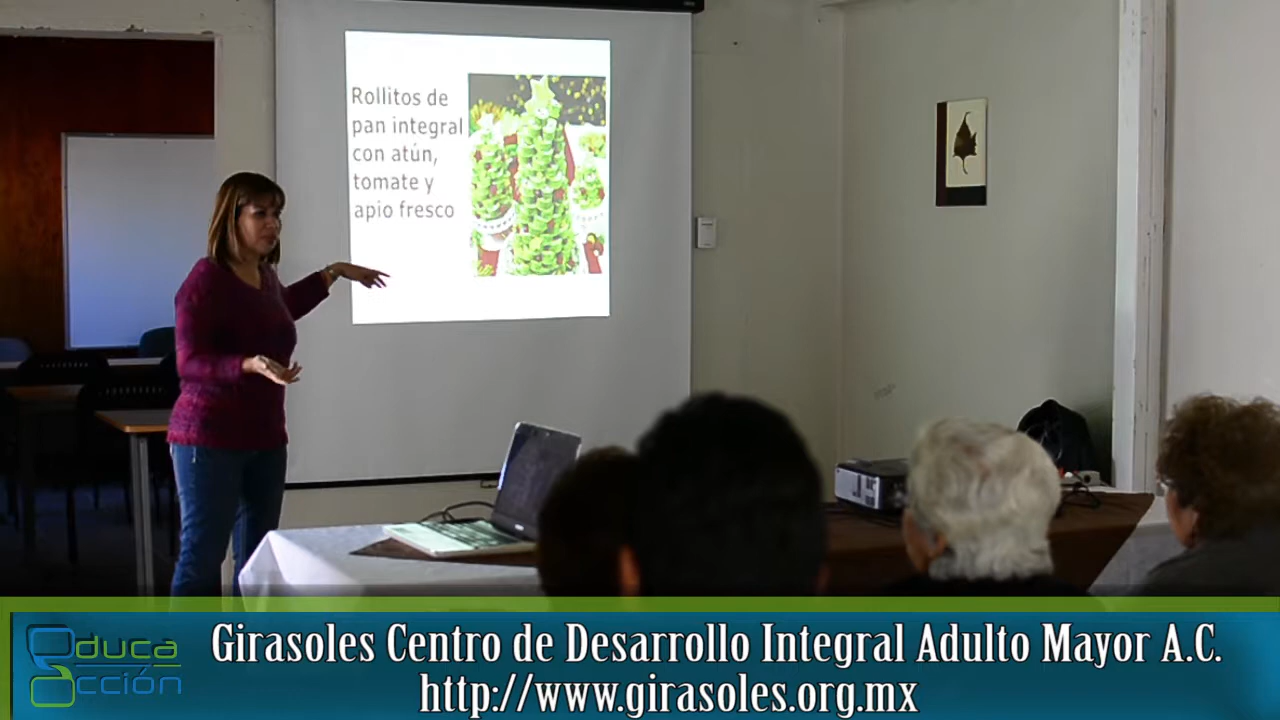 Rollitos de
pan integral
con atún,
tomate y
apio fresco
Educa
Acción
Girasoles Centro de Desarrollo Integral Adulto Mayor A.C.
http://www.girasoles.org.mx